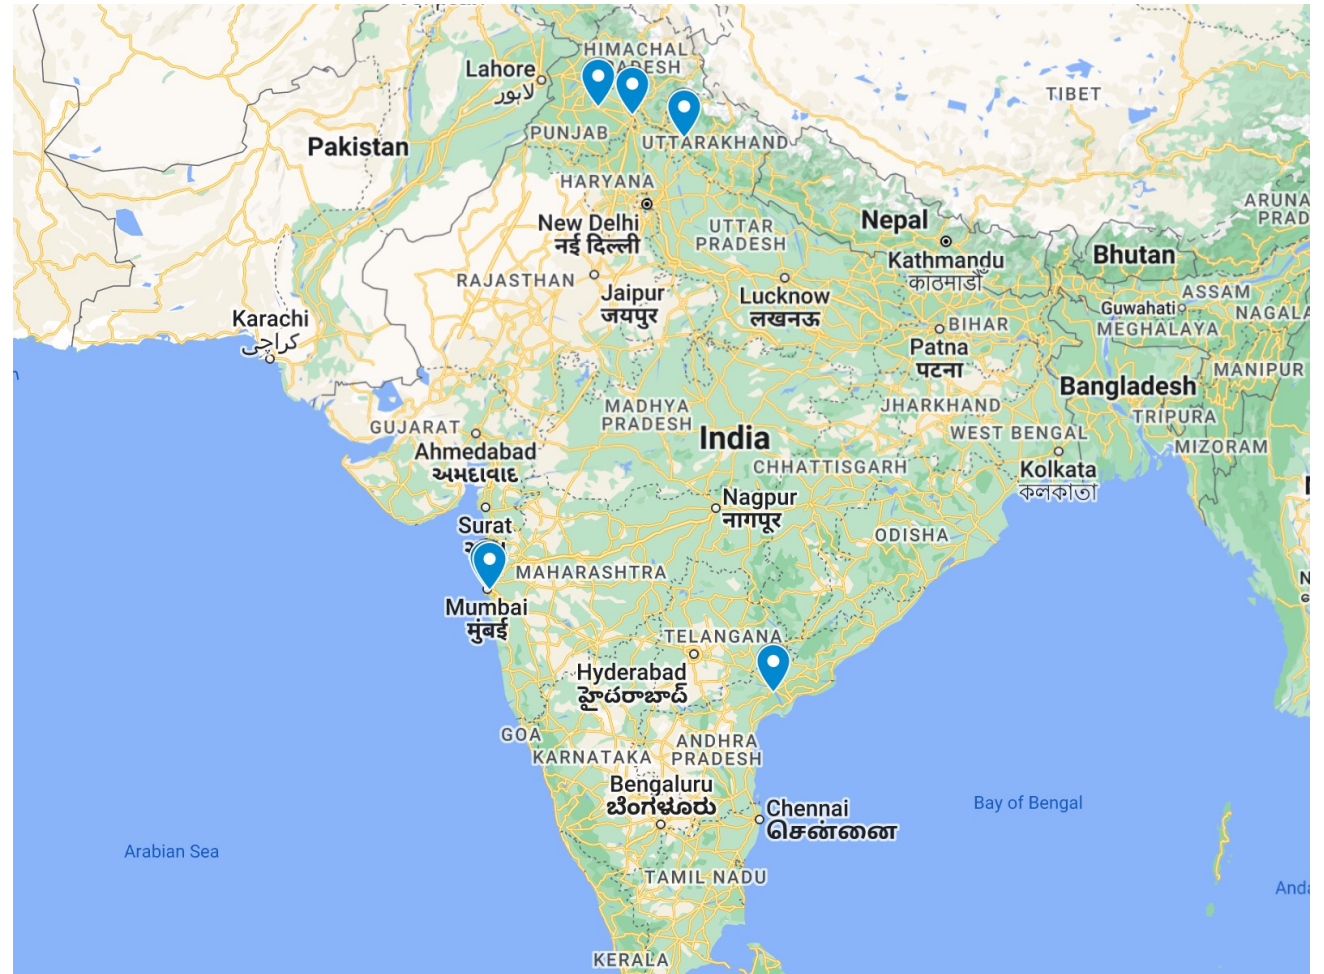 HIMACHAL
PRADESH
Lahore
لاہور
TIBET
PUNJAB
Pakistan
UTTARAKHAND
HARYANA
ARUNA
PRAD
New Delhi
नई दिल्ली
UTTAR
PRADESH
Nepal
Kathmandu
काठमाडौँ
Bhutan
RAJASTHAN
Jaipur
जयपुर
Lucknow
लखनऊ
ASSAM
Guwahati
NAGALA
MEGHALAYA
Karachi
کراچی
BIHAR
Patna
पटना
MANIPUR
Bangladesh
MADHYA
PRADESH
JHARKHAND
TRIPURA
GUJARAT
Ahmedabad
અમદાવાદ
India
WEST BENGAL
MIZORAM
CHHATTISGARH
Kolkata
কলকাতা
Nagpur
नागपूर
Surat
ODISHA
MAHARASHTRA
Mumbai
मुंबई
TELANGANA
Hyderabad
హైదరాబాద్
GOA
KARNATAKA
ANDHRA
PRADESH
Bengaluru
ಬೆಂಗಳೂರು
Chennai
சென்னை
Bay of Bengal
Arabian Sea
TAMIL NADU
Anda
KERALA